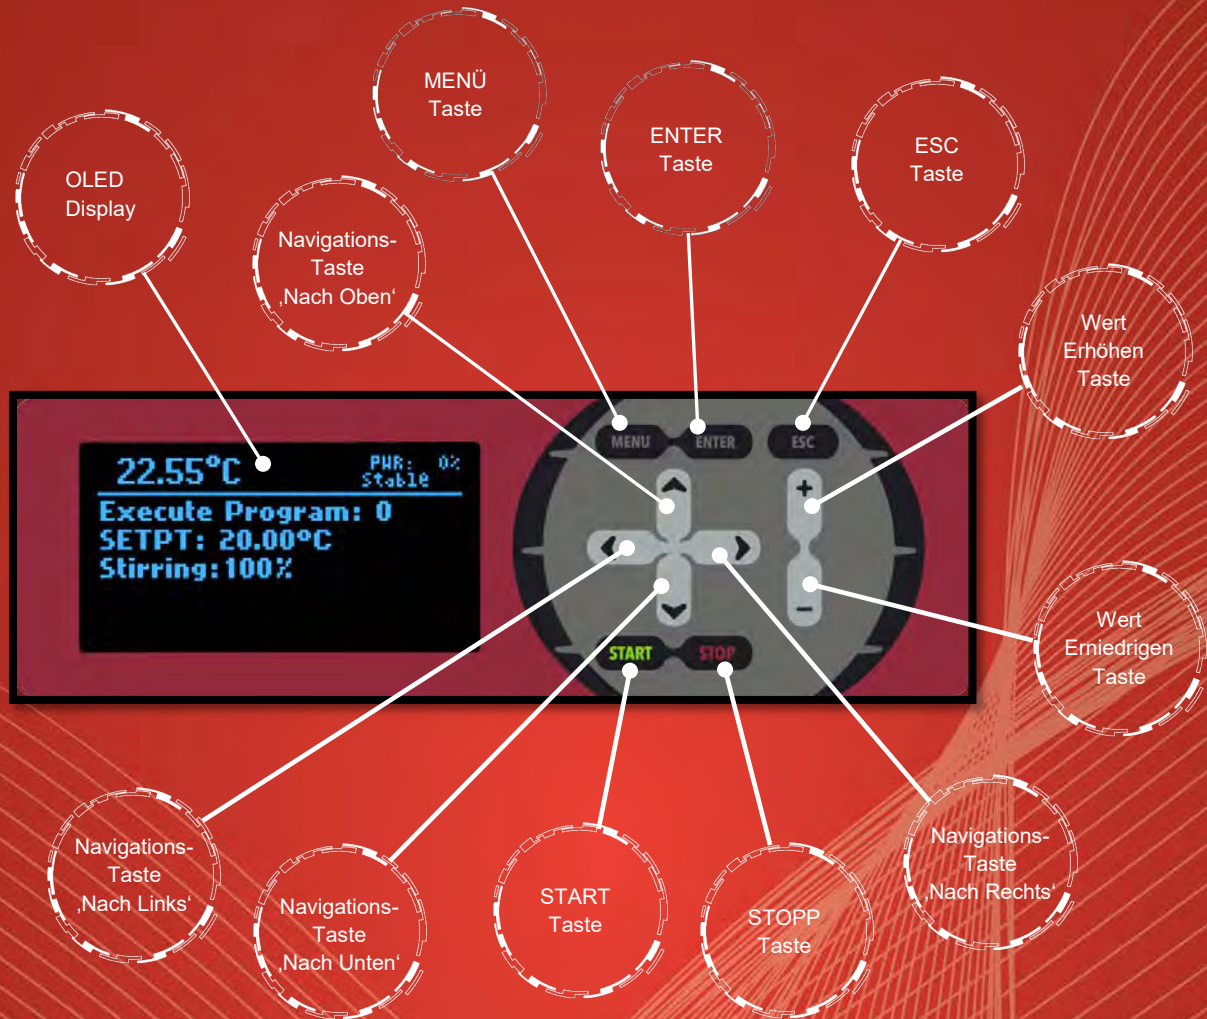 MENÜ
Taste
ENTER
Taste
ESC
Taste
OLED
Display
Navigations-
Taste
‚Nach Oben‘
Wert
Erhöhen
Taste
MENU
ENTER
ESC
22.55°C
PWR: 0%
Stable
Execute Program: 0
SETPT: 20.00°C
Stirring:100%
+
−
START
STOP
Wert
Erniedrigen
Taste
Navigations-
Taste
‚Nach Links‘
Navigations-
Taste
‚Nach Unten‘
START
Taste
STOPP
Taste
Navigations-
Taste
‚Nach Rechts‘